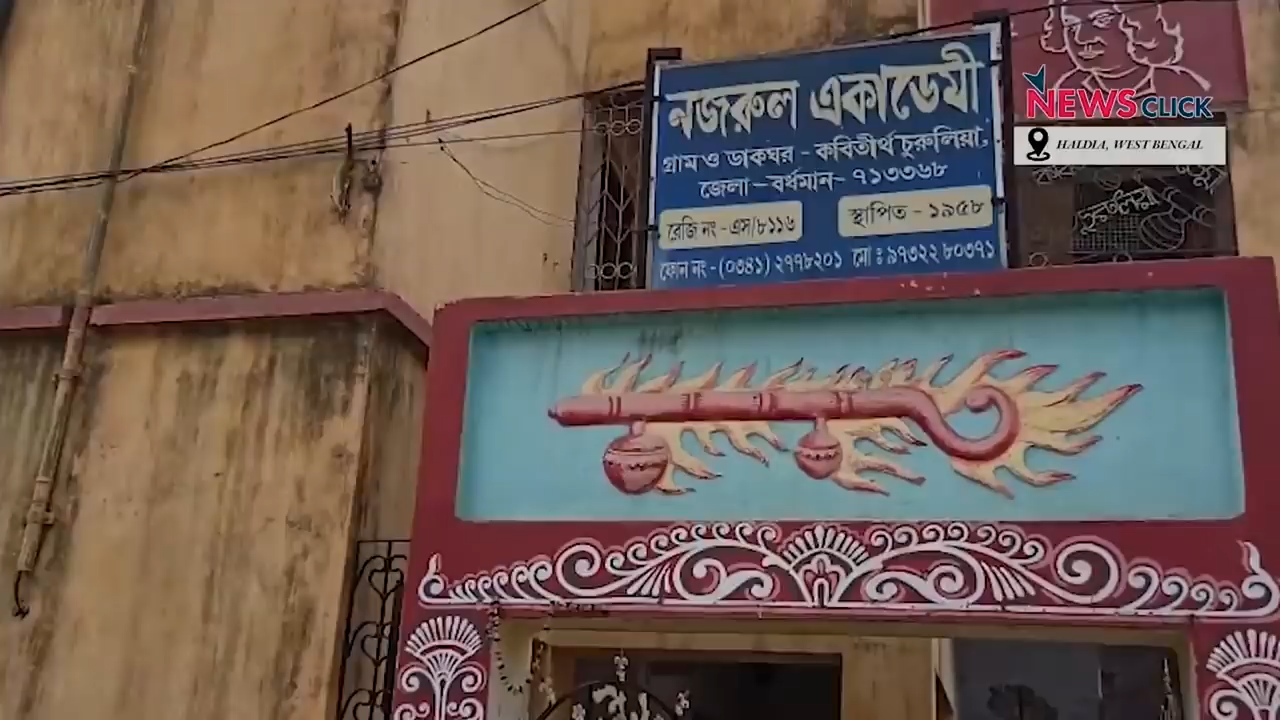 নজরুল একাডেমী
গ্রাম ও ডাকঘর - কবিতীর্থ চুরুলিয়া,
জেলা - বর্ধমান - ৭১৩৩৬৮
রেজি নং - এস/৮১১৬
স্থাপিত - ১৯৫৮
ফোন নং - (০৩৪১) ২৭৭৮২০১ মো : ৯৭৩২২ ৮০৩৭১
NEWSCLICK
HALDIA, WEST BENGAL
চুরুলিয়া